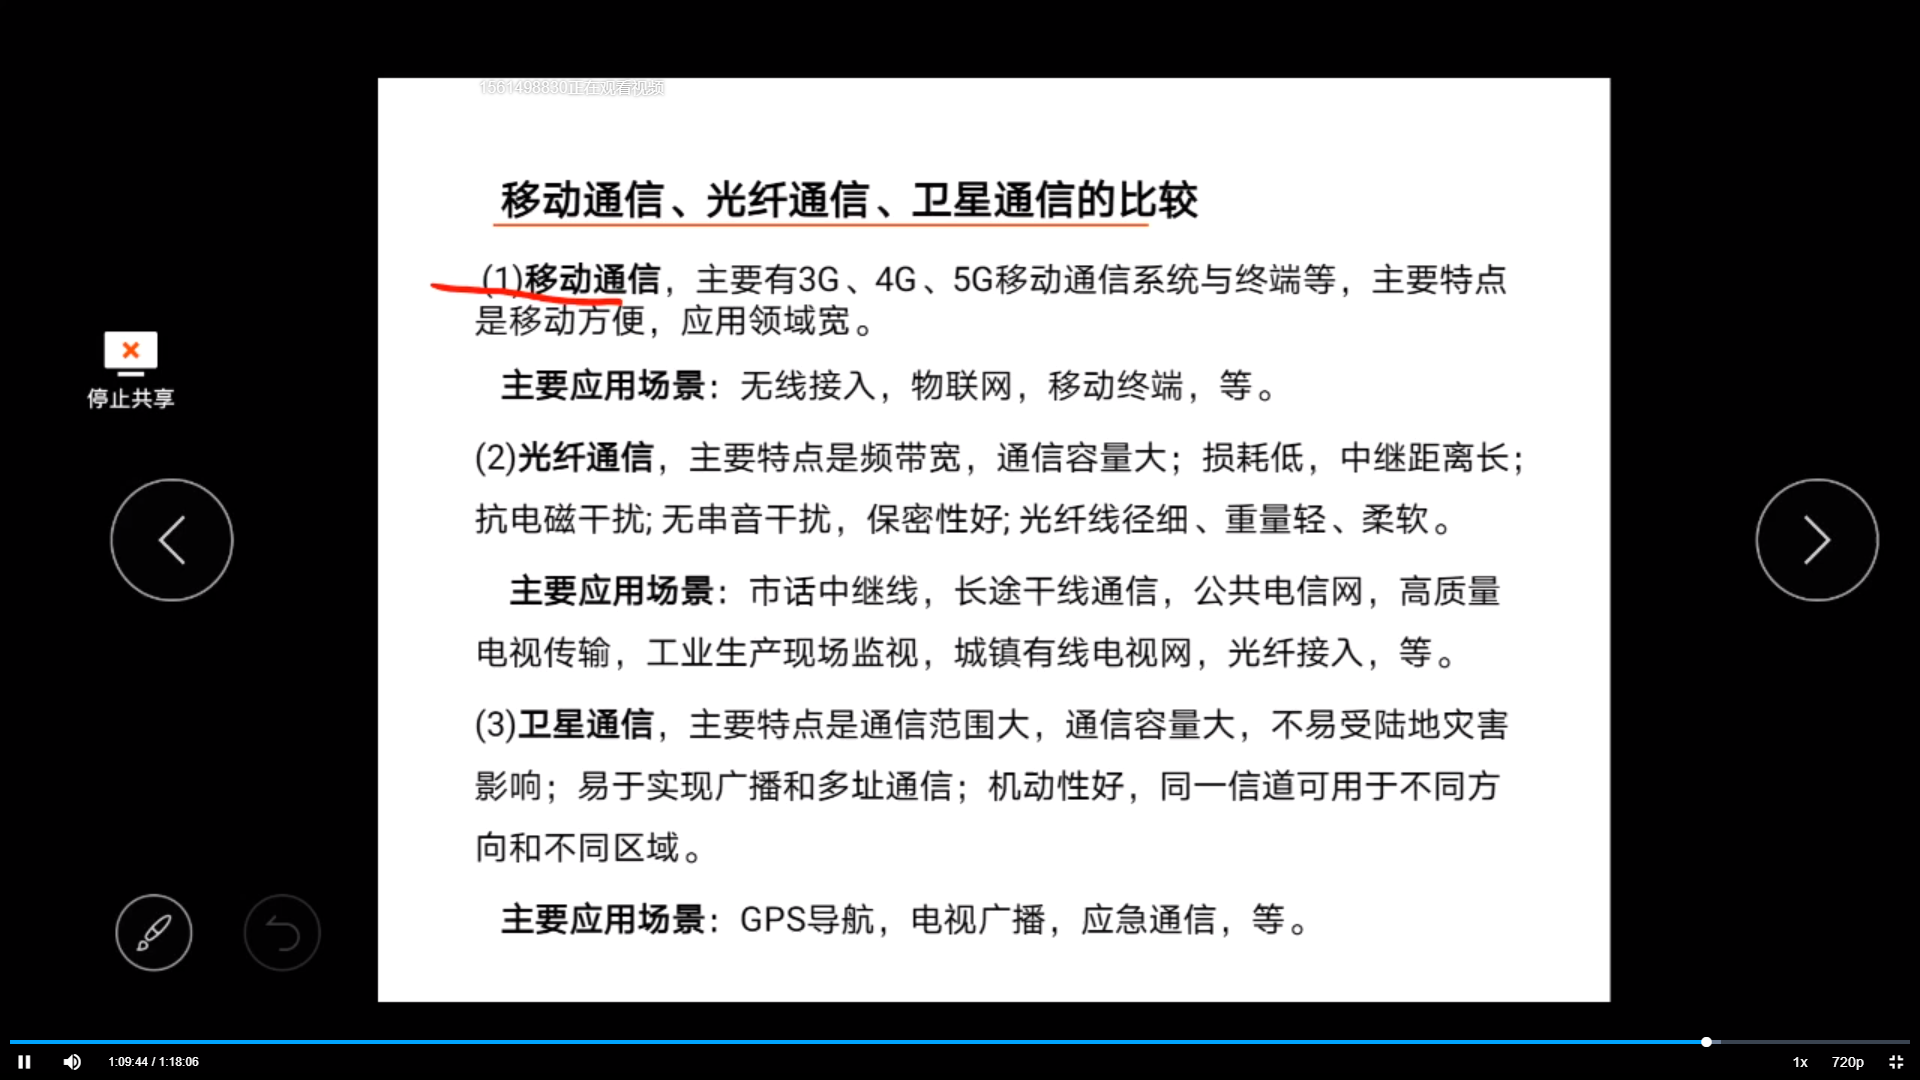 1561498830正在观看视频
移动通信、光纤通信、卫星通信的比较
(1)移动通信，主要有3G、4G、5G移动通信系统与终端等，主要特点
是移动方便，应用领域宽。
停止共享
主要应用场景：无线接入，物联网，移动终端，等。
(2)光纤通信，主要特点是频带宽，通信容量大；损耗低，中继距离长；
抗电磁干扰; 无串音干扰，保密性好; 光纤线径细、重量轻、柔软。
主要应用场景：市话中继线，长途干线通信，公共电信网，高质量
电视传输，工业生产现场监视，城镇有线电视网，光纤接入，等。
(3)卫星通信，主要特点是通信范围大，通信容量大，不易受陆地灾害
影响；易于实现广播和多址通信；机动性好，同一信道可用于不同方
向和不同区域。
主要应用场景：GPS导航，电视广播，应急通信，等。
1:09:44 / 1:18:06
1x
720p